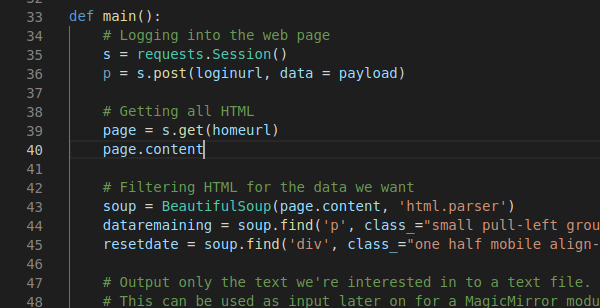 33 def main():
34 # Logging into the web page
35 s = requests.Session()
36 p = s.post(loginurl, data = payload)
37
38 # Getting all HTML
39 page = s.get(homeurl)
40 page.content
41
42 # Filtering HTML for the data we want
43 soup = BeautifulSoup(page.content, 'html.parser')
44 dataremaining = soup.find('p', class_="small pull-left grou
45 resetdate = soup.find('div', class_="one half mobile align-
46
47 # Output only the text we're interested in to a text file.
48 # This can be used as input later on for a MagicMirror modu